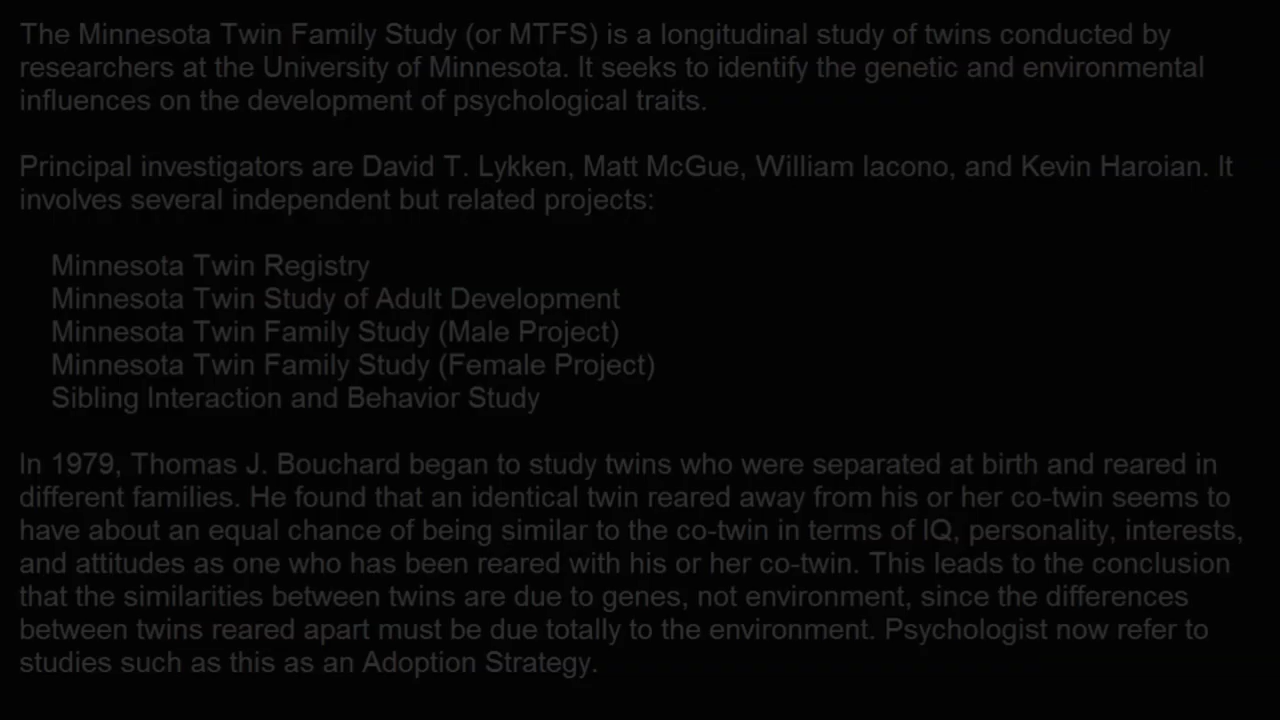 The Minnesota Twin Family Study (or MTFS) is a longitudinal study of twins conducted by
researchers at the University of Minnesota. It seeks to identify the genetic and environmental
influences on the development of psychological traits.
Principal investigators are David T. Lykken, Matt McGue, William Iacono, and Kevin Haroian. It
involves several independent but related projects:
Minnesota Twin Registry
Minnesota Twin Study of Adult Development
Minnesota Twin Family Study (Male Project)
Minnesota Twin Family Study (Female Project)
Sibling Interaction and Behavior Study
In 1979, Thomas J. Bouchard began to study twins who were separated at birth and reared in
different families. He found that an identical twin reared away from his or her co-twin seems to
have about an equal chance of being similar to the co-twin in terms of IQ, personality, interests,
and attitudes as one who has been reared with his or her co-twin. This leads to the conclusion
that the similarities between twins are due to genes, not environment, since the differences
between twins reared apart must be due totally to the environment. Psychologist now refer to
studies such as this as an Adoption Strategy.